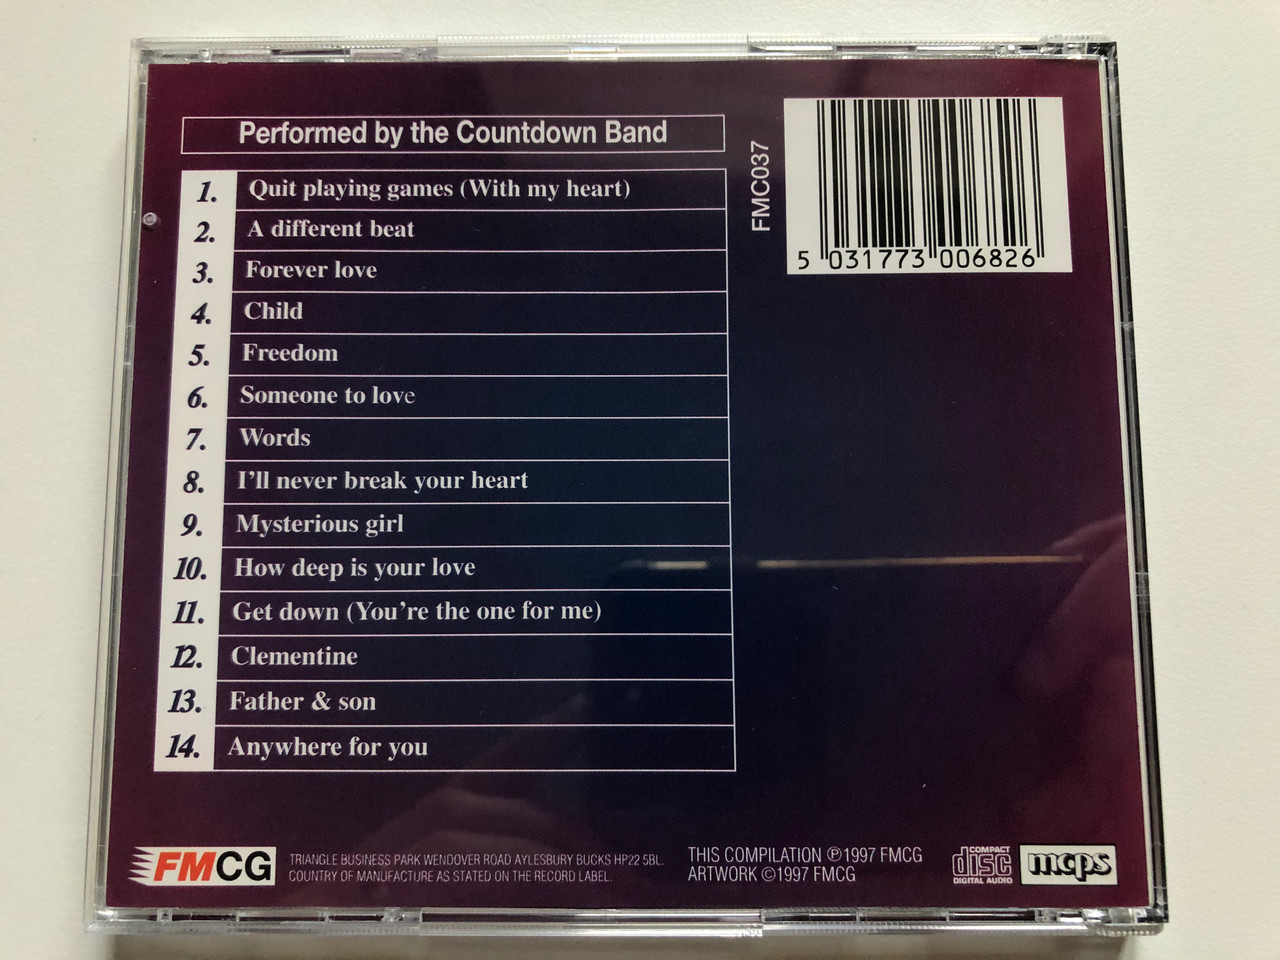 Performed by the Countdown Band
1. Quit playing games (With my heart)
2. A different beat
3. Forever love
4. Child
5. Freedom
6. Someone to love
7. Words
8. I'll never break your heart
9. Mysterious girl
10. How deep is your love
11. Get down (You're the one for me)
12. Clementine
13. Father & son
14. Anywhere for you
FMC037
5 031773 006826
FMCG
TRIANGLE BUSINESS PARK WENDOVER ROAD AYLESBURY BUCKS HP22 5BL.
COUNTRY OF MANUFACTURE AS STATED ON THE RECORD LABEL.
THIS COMPILATION ℗1997 FMCG
ARTWORK ©1997 FMCG
COMPACT
disc
DIGITAL AUDIO
mcps